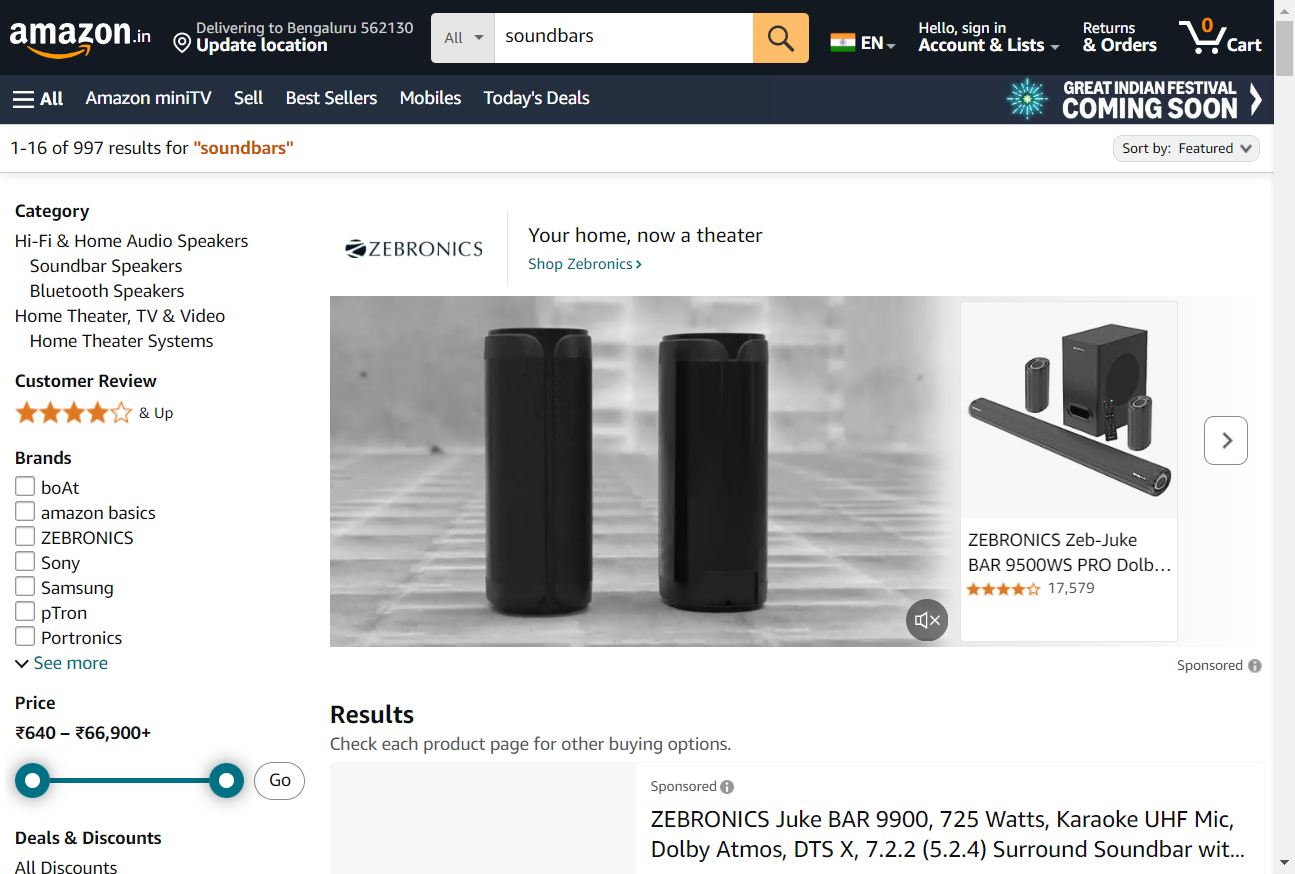 amazon.in
Delivering to Bengaluru 562130
Update location
All
soundbars
EN
Hello, sign in
Account & Lists
Returns
& Orders
0
Cart
All
Amazon miniTV
Sell
Best Sellers
Mobiles
Today's Deals
GREAT INDIAN FESTIVAL
COMING SOON
1-16 of 997 results for "soundbars"
Sort by: Featured
Category
Hi-Fi & Home Audio Speakers
Soundbar Speakers
Bluetooth Speakers
Home Theater, TV & Video
Home Theater Systems
Customer Review
& Up
Brands
boAt
amazon basics
ZEBRONICS
Sony
Samsung
pTron
Portronics
See more
Price
₹640 – ₹66,900+
Go
Deals & Discounts
All Discounts
ZEBRONICS
Your home, now a theater
Shop Zebronics
ZEBRONICS Zeb-Juke
BAR 9500WS PRO Dolb…
17,579
Sponsored
Results
Check each product page for other buying options.
Sponsored
ZEBRONICS Juke BAR 9900, 725 Watts, Karaoke UHF Mic,
Dolby Atmos, DTS X, 7.2.2 (5.2.4) Surround Soundbar wit...